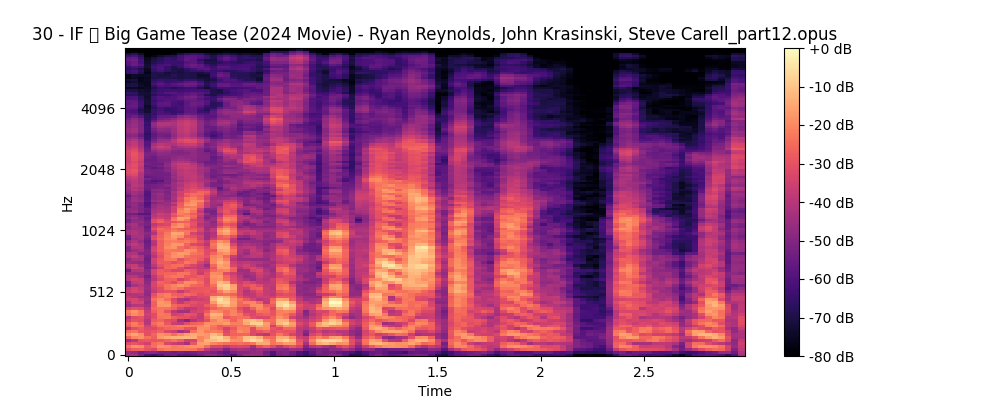 30 - IF ▯ Big Game Tease (2024 Movie) - Ryan Reynolds, John Krasinski, Steve Carell_part12.opus
+0 dB
-10 dB
-20 dB
-30 dB
-40 dB
-50 dB
-60 dB
-70 dB
-80 dB
4096
2048
1024
512
0
Hz
0 0.5 1 1.5 2 2.5
Time